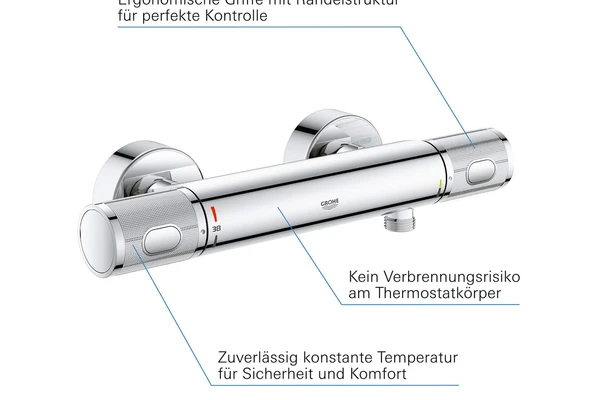 Ergonomische Griffe mit Rändelstruktur
für perfekte Kontrolle
GROHE
38
Kein Verbrennungsrisiko
am Thermostatkörper
Zuverlässig konstante Temperatur
für Sicherheit und Komfort